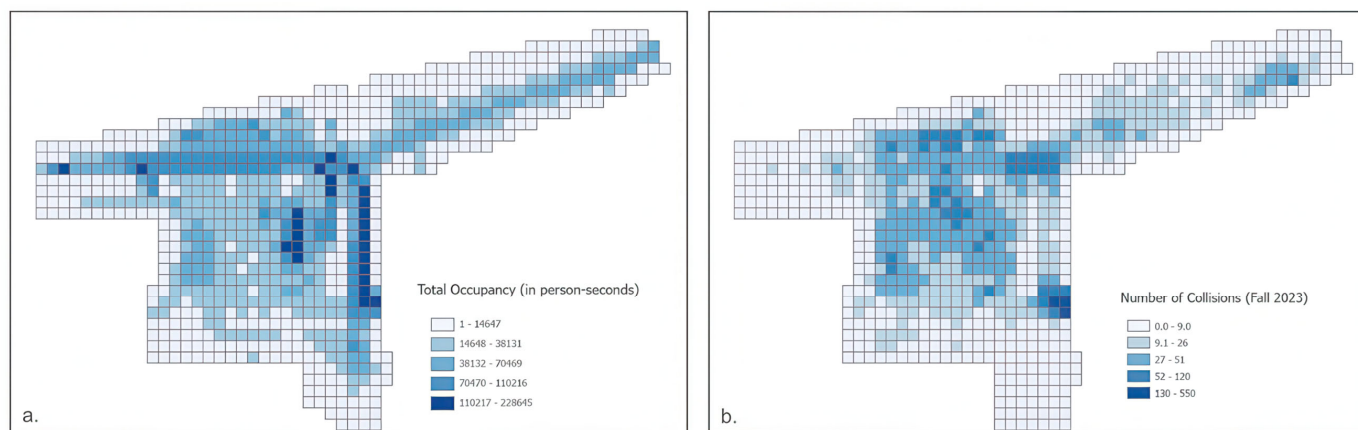 Total Occupancy (in person-seconds)
1 - 14647
14648 - 38131
38132 - 70469
70470 - 110216
110217 - 228645
a.
Number of Collisions (Fall 2023)
0.0 - 9.0
9.1 - 26
27 - 51
52 - 120
130 - 550
b.